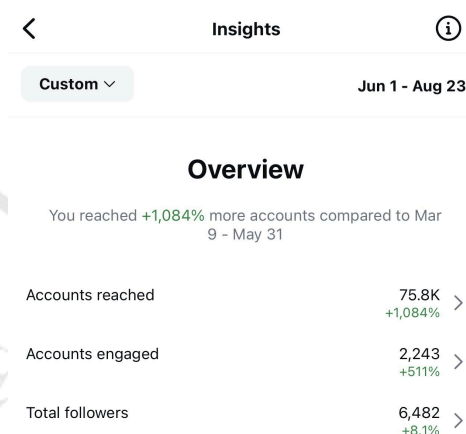 Insights
Custom
Jun 1 - Aug 23
Overview
You reached +1,084% more accounts compared to Mar
9 - May 31
Accounts reached
75.8K
+1,084%
Accounts engaged
2,243
+511%
Total followers
6,482
+8.1%